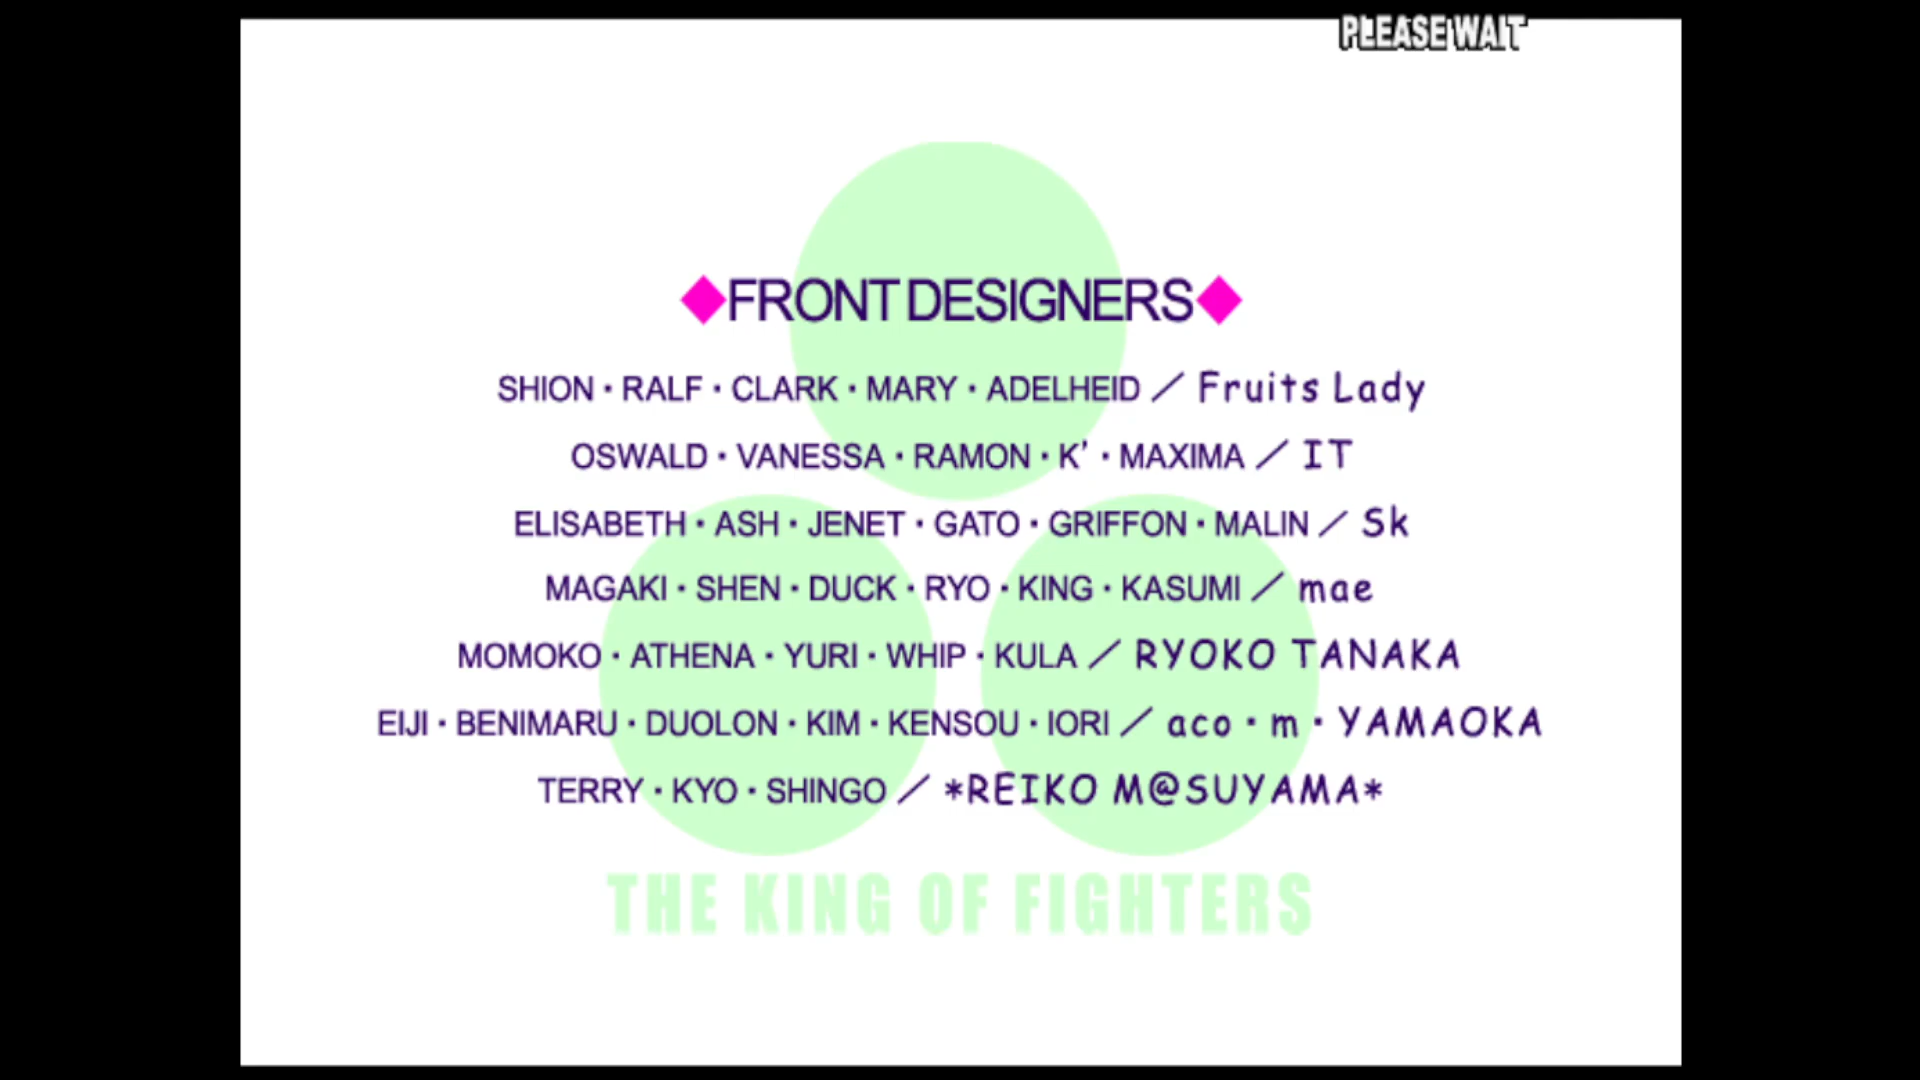 PLEASE WAIT
◆FRONT DESIGNERS◆
SHION・RALF・CLARK・MARY・ADELHEID／Fruits Lady
OSWALD・VANESSA・RAMON・K’・MAXIMA／IT
ELISABETH・ASH・JENET・GATO・GRIFFON・MALIN／Sk
MAGAKI・SHEN・DUCK・RYO・KING・KASUMI／mae
MOMOKO・ATHENA・YURI・WHIP・KULA／RYOKO TANAKA
EIJI・BENIMARU・DUOLON・KIM・KENSOU・IORI／aco・m・YAMAOKA
TERRY・KYO・SHINGO／*REIKO M@SUYAMA*
THE KING OF FIGHTERS